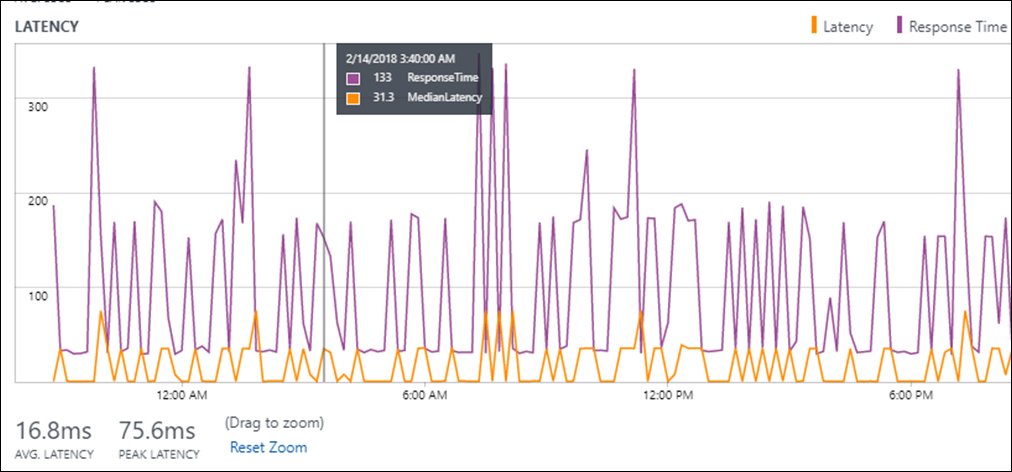 LATENCY
Latency Response Time
2/14/2018 3:40:00 AM
133 ResponseTime
31.3 MedianLatency
300
200
100
12:00 AM 6:00 AM 12:00 PM 6:00 PM
16.8ms 75.6ms (Drag to zoom)
AVG. LATENCY PEAK LATENCY Reset Zoom